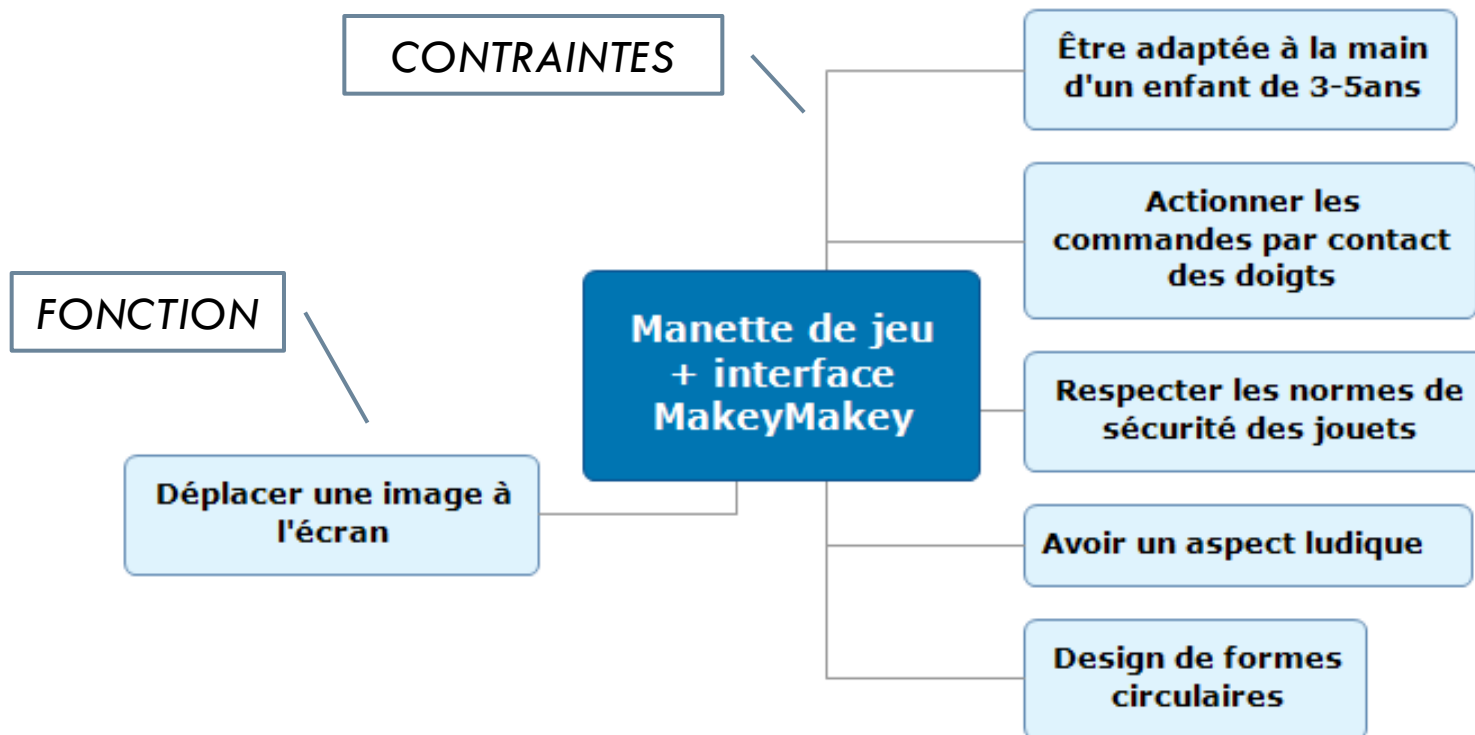 CONTRAINTES
Être adaptée à la main
d'un enfant de 3-5ans
Actionner les
commandes par contact
des doigts
FONCTION
Manette de jeu
+ interface
MakeyMakey
Respecter les normes de
sécurité des jouets
Déplacer une image à
l'écran
Avoir un aspect ludique
Design de formes
circulaires